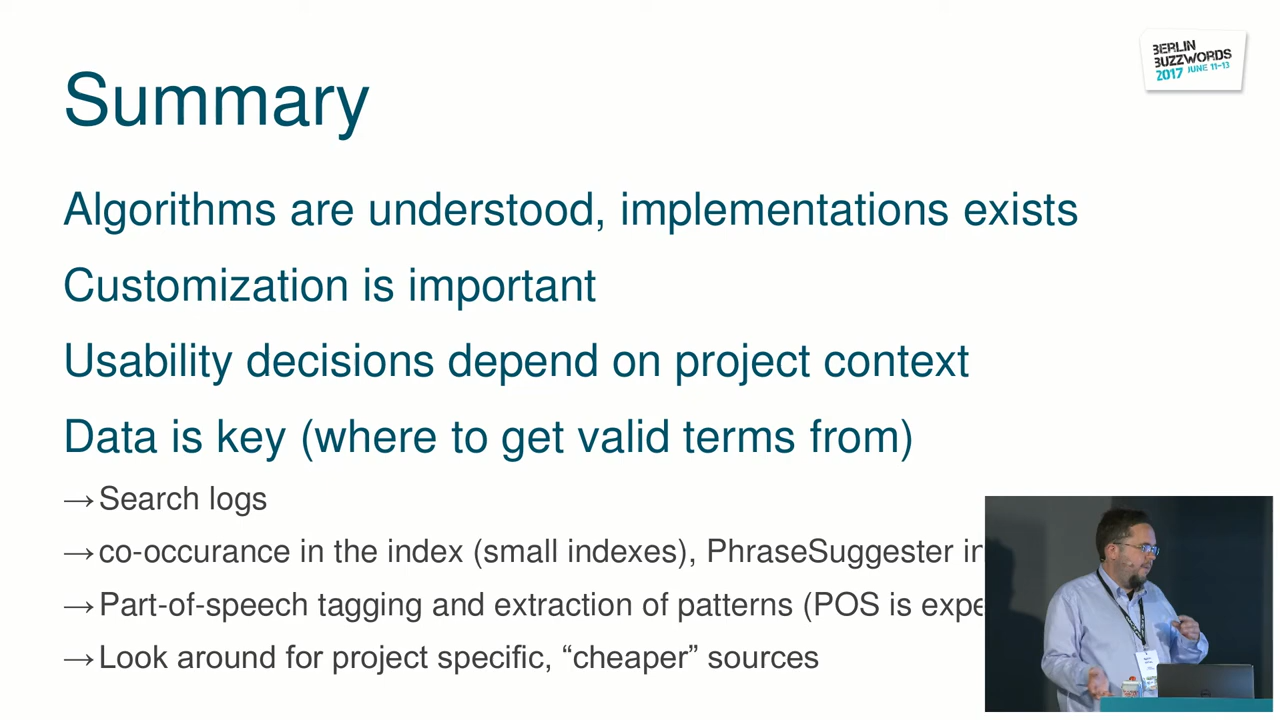 BERLIN
BUZZWORDS
2017 JUNE 11-13
Summary
Algorithms are understood, implementations exists
Customization is important
Usability decisions depend on project context
Data is key (where to get valid terms from)
→Search logs
→co-occurance in the index (small indexes), PhraseSuggester in
→Part-of-speech tagging and extraction of patterns (POS is expe
→Look around for project specific, “cheaper” sources